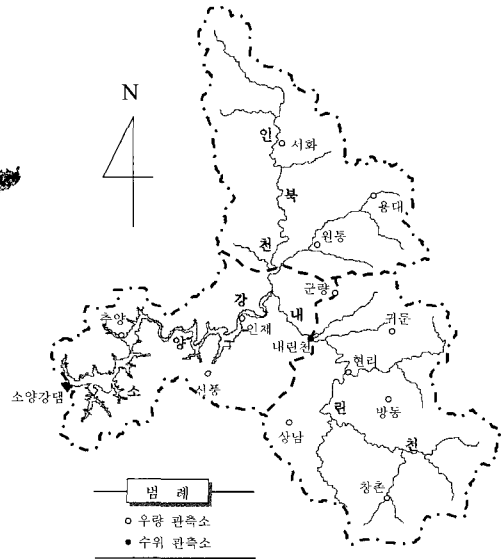 N
인
서화
북
용대
원통
천
군량
강
내
귀둔
추양
양
인제
내린천
현리
소양강댐
소
신풍
린
방동
상남
천
창촌
범 례
○ 우량 관측소
● 수위 관측소